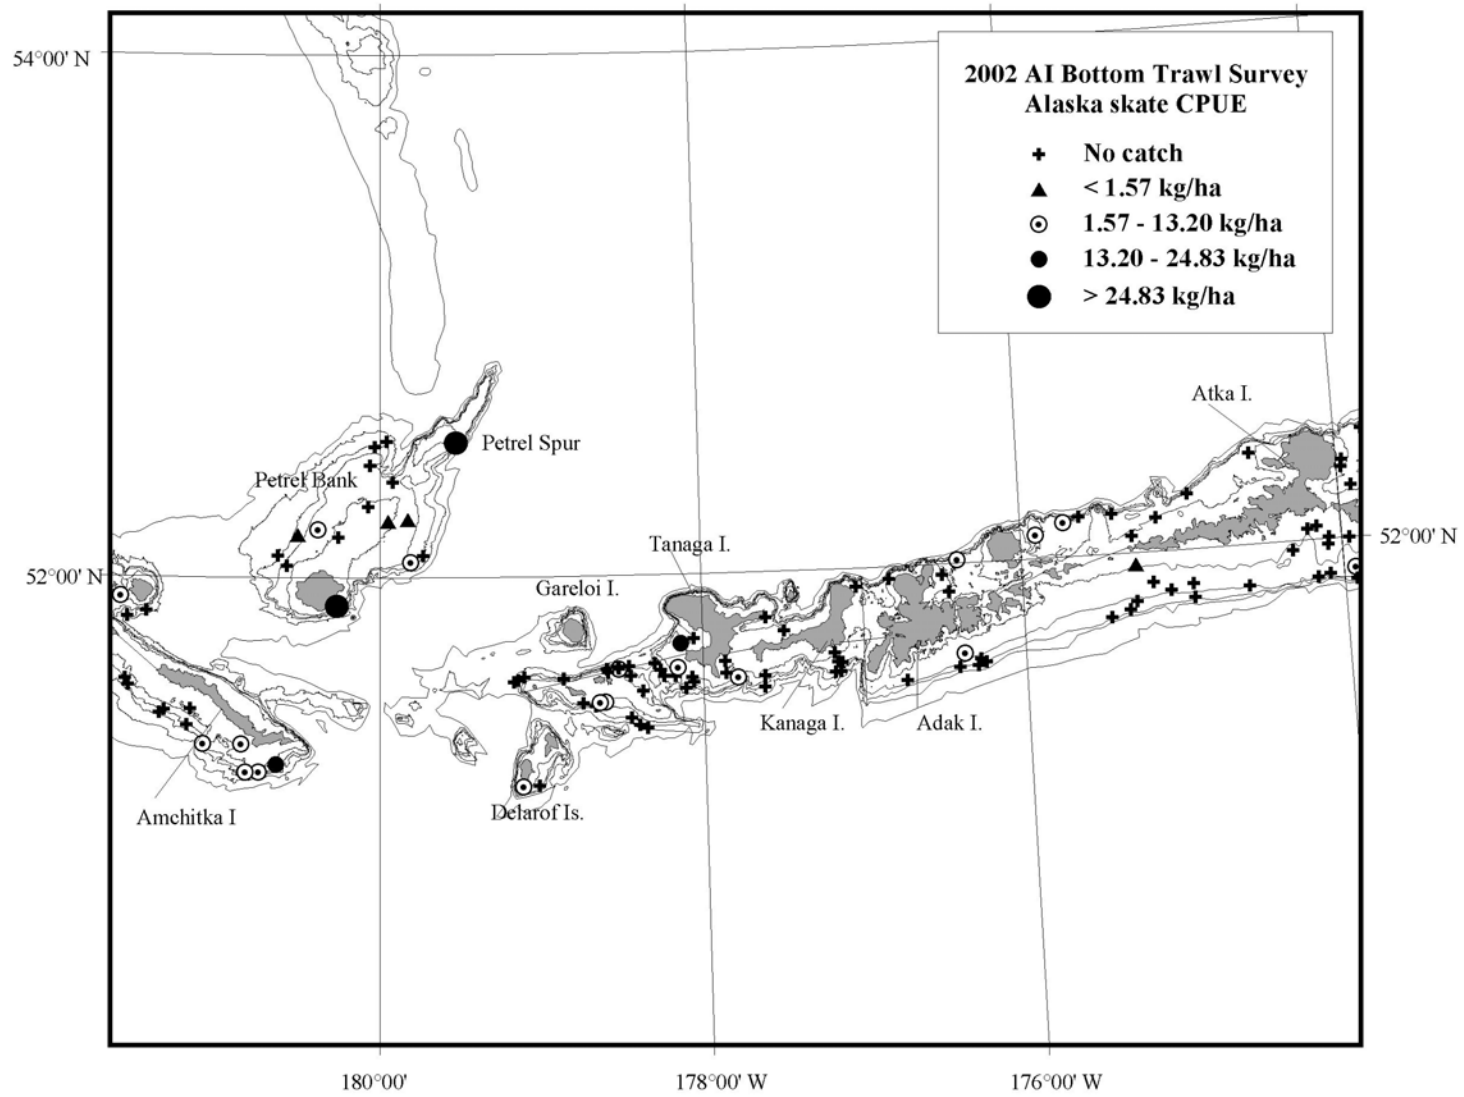 54°00' N
2002 AI Bottom Trawl Survey
Alaska skate CPUE
No catch
< 1.57 kg/ha
1.57 - 13.20 kg/ha
13.20 - 24.83 kg/ha
> 24.83 kg/ha
Atka I.
Petrel Spur
Petrel Bank
52°00' N
Tanaga I.
52°00' N
Gareloi I.
Kanaga I.
Adak I.
Delarof Is.
Amchitka I
180°00'
178°00' W
176°00' W